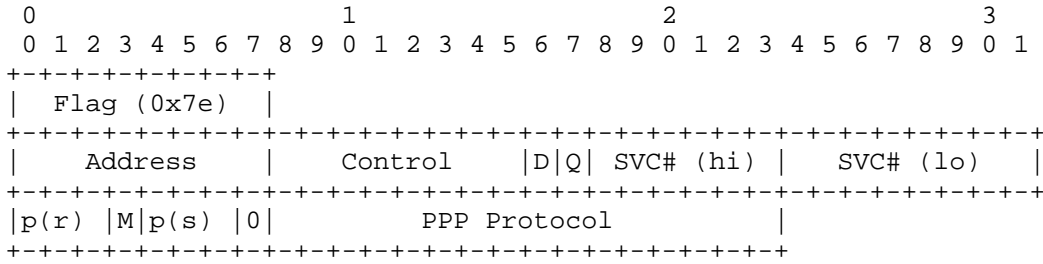 0                   1                   2                   3
 0 1 2 3 4 5 6 7 8 9 0 1 2 3 4 5 6 7 8 9 0 1 2 3 4 5 6 7 8 9 0 1
+-+-+-+-+-+-+-+-+
|  Flag (0x7e)  |
+-+-+-+-+-+-+-+-+-+-+-+-+-+-+-+-+-+-+-+-+-+-+-+-+-+-+-+-+-+-+-+-+
|    Address    |    Control    |D|Q| SVC# (hi) |   SVC# (lo)   |
+-+-+-+-+-+-+-+-+-+-+-+-+-+-+-+-+-+-+-+-+-+-+-+-+-+-+-+-+-+-+-+-+
|p(r) |M|p(s) |0|         PPP Protocol          |
+-+-+-+-+-+-+-+-+-+-+-+-+-+-+-+-+-+-+-+-+-+-+-+-+